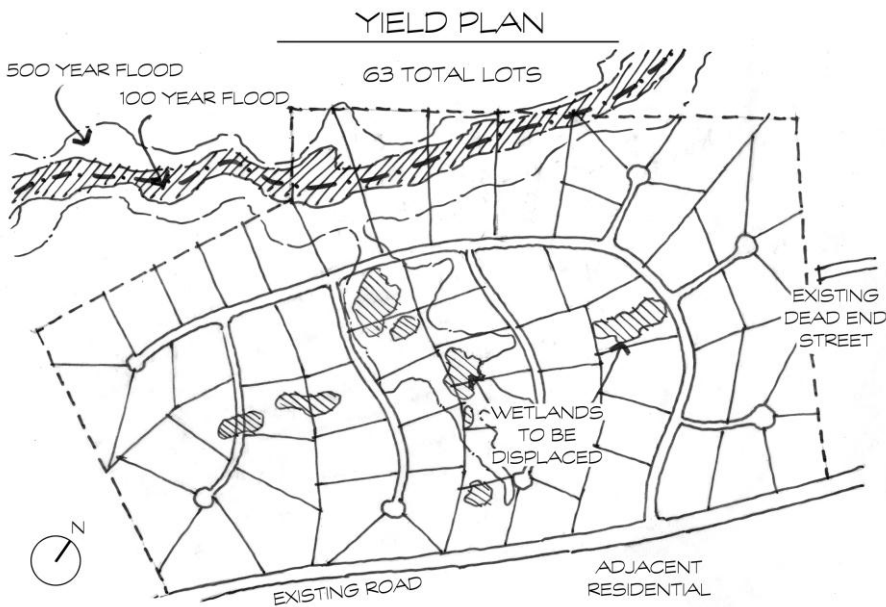 YIELD PLAN
63 TOTAL LOTS
500 YEAR FLOOD
100 YEAR FLOOD
EXISTING
DEAD END
STREET
WETLANDS
TO BE
DISPLACED
N
EXISTING ROAD
ADJACENT
RESIDENTIAL